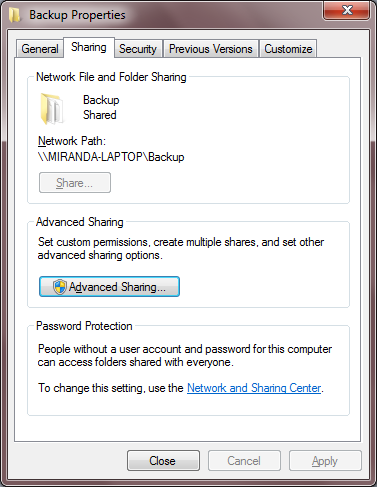 Backup Properties
General Sharing Security Previous Versions Customize
Network File and Folder Sharing
Backup
Shared
Network Path:
\\MIRANDA-LAPTOP\Backup
Share...
Advanced Sharing
Set custom permissions, create multiple shares, and set other
advanced sharing options.
Advanced Sharing...
Password Protection
People without a user account and password for this computer
can access folders shared with everyone.
To change this setting, use the Network and Sharing Center.
Close Cancel Apply